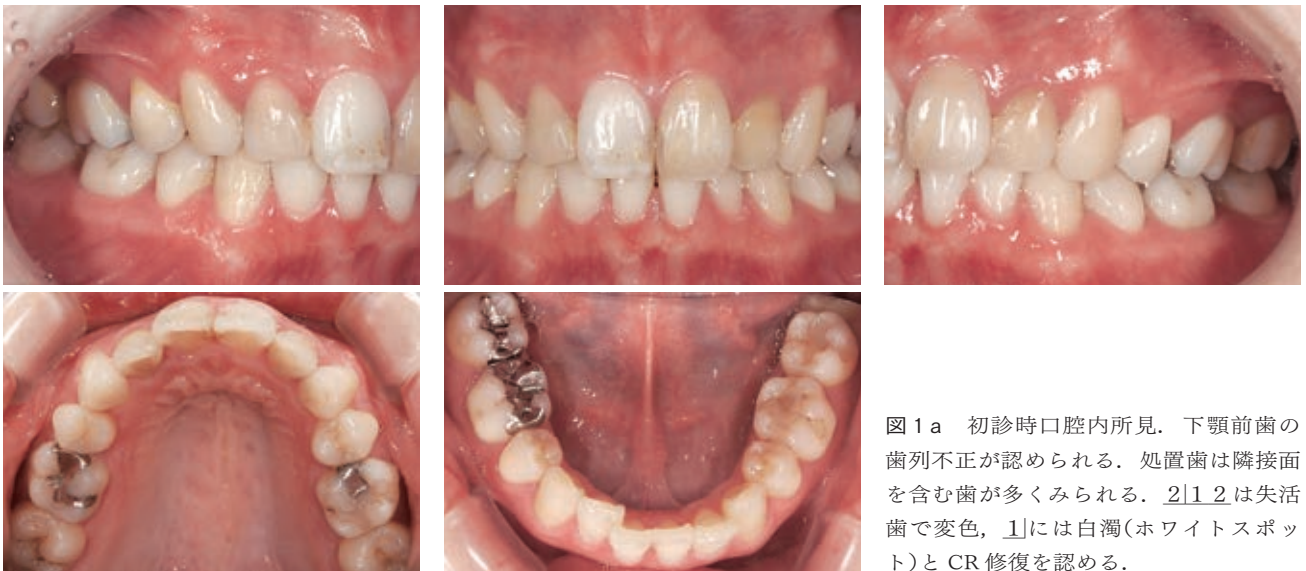 図1a 初診時口腔内所見．下顎前歯の
歯列不正が認められる．処置歯は隣接面
を含む歯が多くみられる．2|1 2は失活
歯で変色，1|には白濁(ホワイトスポッ
ト)とCR修復を認める．